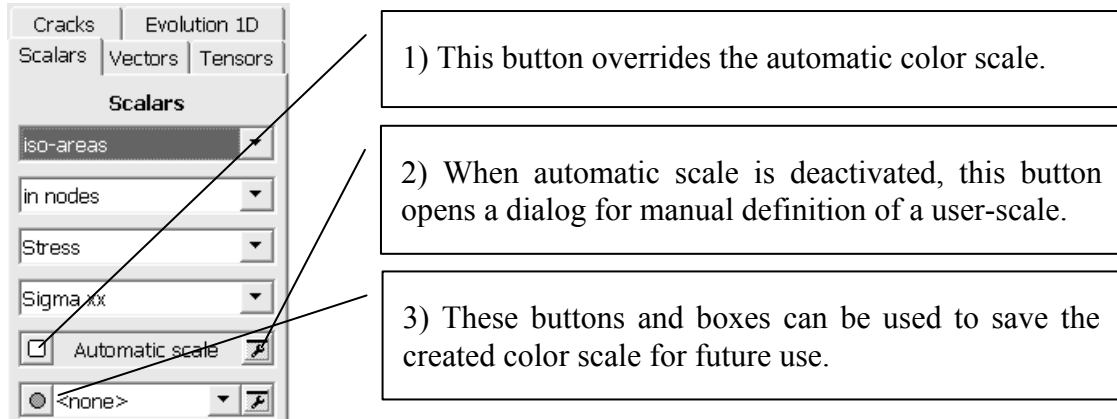 Cracks Evolution 1D
Scalars Vectors Tensors
Scalars
iso-areas
in nodes
Stress
Sigma xx
Automatic scale
<none>
1) This button overrides the automatic color scale.
2) When automatic scale is deactivated, this button
opens a dialog for manual definition of a user-scale.
3) These buttons and boxes can be used to save the
created color scale for future use.